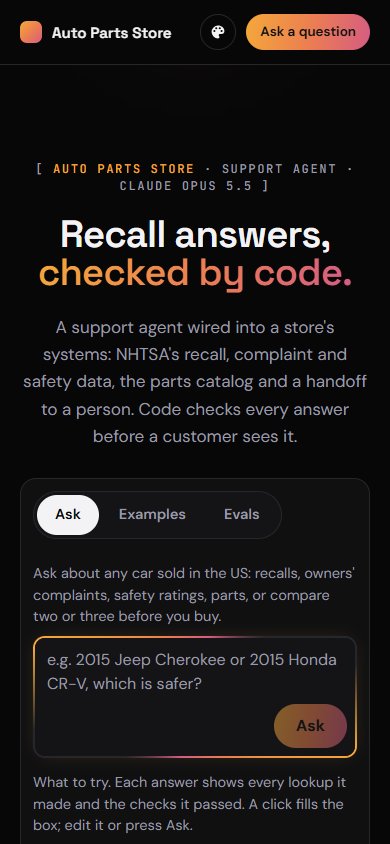 Auto Parts Store
Ask a question
[ AUTO PARTS STORE · SUPPORT AGENT ·
CLAUDE OPUS 5.5 ]
Recall answers,
checked by code.
A support agent wired into a store's
systems: NHTSA's recall, complaint and
safety data, the parts catalog and a handoff
to a person. Code checks every answer
before a customer sees it.
Ask
Examples
Evals
Ask about any car sold in the US: recalls, owners'
complaints, safety ratings, parts, or compare
two or three before you buy.
e.g. 2015 Jeep Cherokee or 2015 Honda
CR-V, which is safer?
Ask
What to try. Each answer shows every lookup it
made and the checks it passed. A click fills the
box; edit it or press Ask.